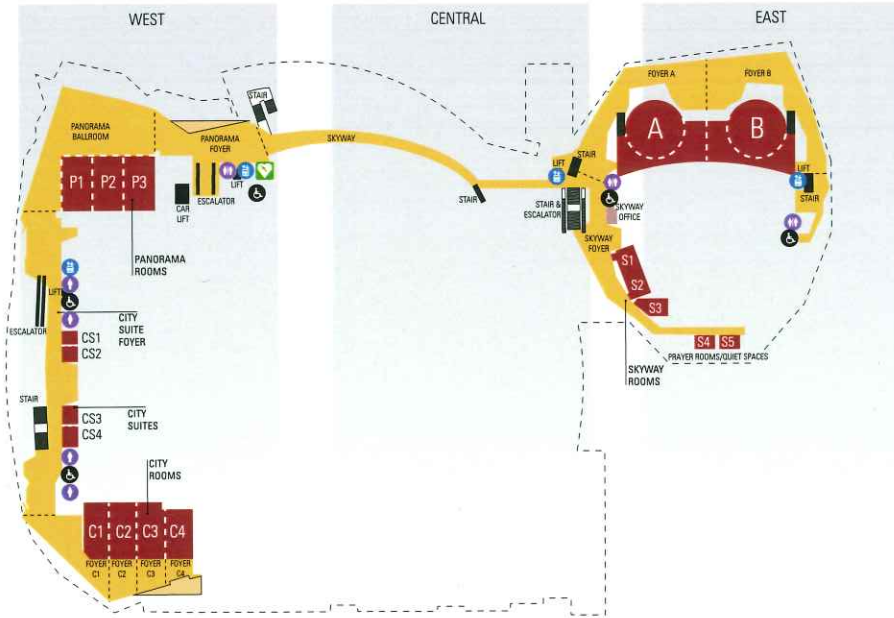 WEST
CENTRAL
EAST
STAIR
FOYER A
FOYER B
PANORAMA
BALLROOM
PANORAMA
FOYER
SKYWAY
A
B
LIFT
STAIR
P1
P2
P3
LIFT
ESCALATOR
CAR
LIFT
STAIR
STAIR &
ESCALATOR
SKYWAY
OFFICE
LIFT
STAIR
SKYWAY
FOYER
PANORAMA
ROOMS
S1
S2
S3
LIFT
ESCALATOR
CITY
SUITE
FOYER
CS1
CS2
S4
S5
PRAYER ROOMS/QUIET SPACES
SKYWAY
ROOMS
STAIR
CS3
CS4
CITY
SUITES
CITY
ROOMS
C1
C2
C3
C4
FOYER
C1
FOYER
C2
FOYER
C3
FOYER
C4